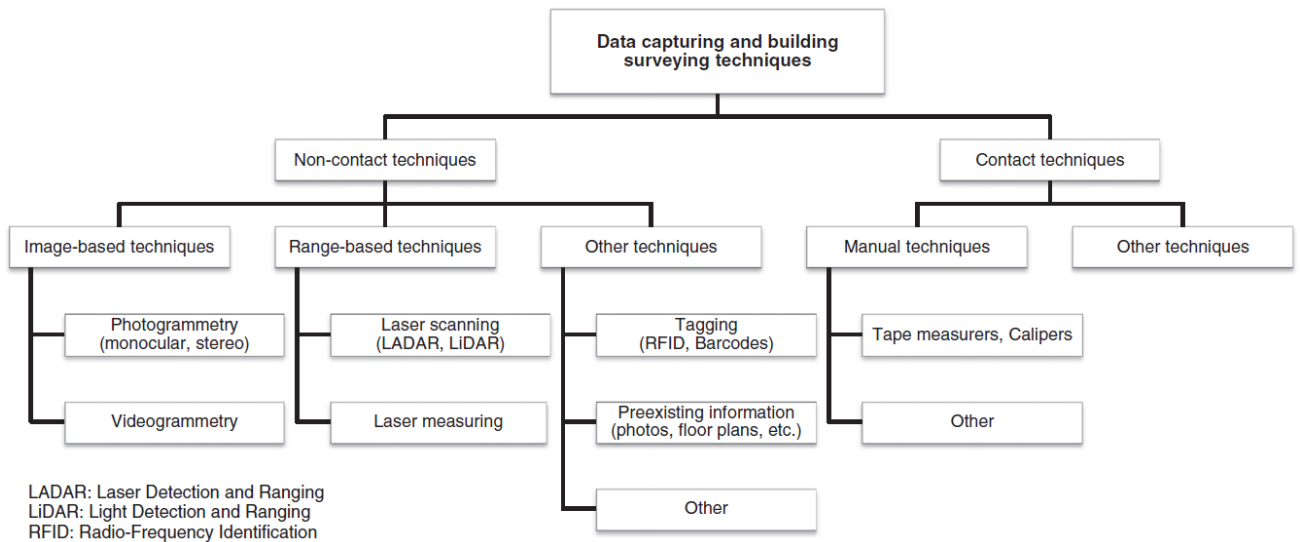 Data capturing and building
surveying techniques
Non-contact techniques
Contact techniques
Image-based techniques
Range-based techniques
Other techniques
Manual techniques
Other techniques
Photogrammetry
(monocular, stereo)
Laser scanning
(LADAR, LiDAR)
Tagging
(RFID, Barcodes)
Tape measurers, Calipers
Videogrammetry
Laser measuring
Preexisting information
(photos, floor plans, etc.)
Other
Other
LADAR: Laser Detection and Ranging
LiDAR: Light Detection and Ranging
RFID: Radio-Frequency Identification